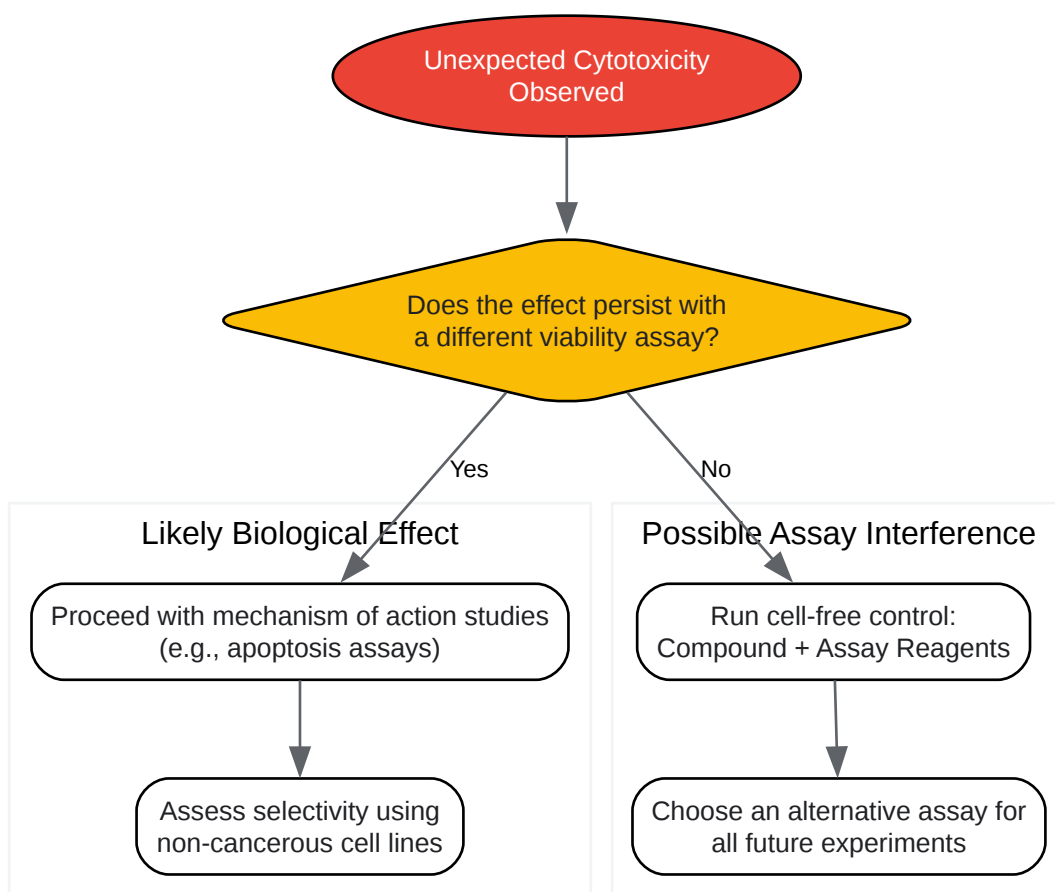 Unexpected Cytotoxicity
Observed
Does the effect persist with
a different viability assay?
Yes
No
Likely Biological Effect
Proceed with mechanism of action studies
(e.g., apoptosis assays)
Assess selectivity using
non-cancerous cell lines
Possible Assay Interference
Run cell-free control:
Compound + Assay Reagents
Choose an alternative assay for
all future experiments